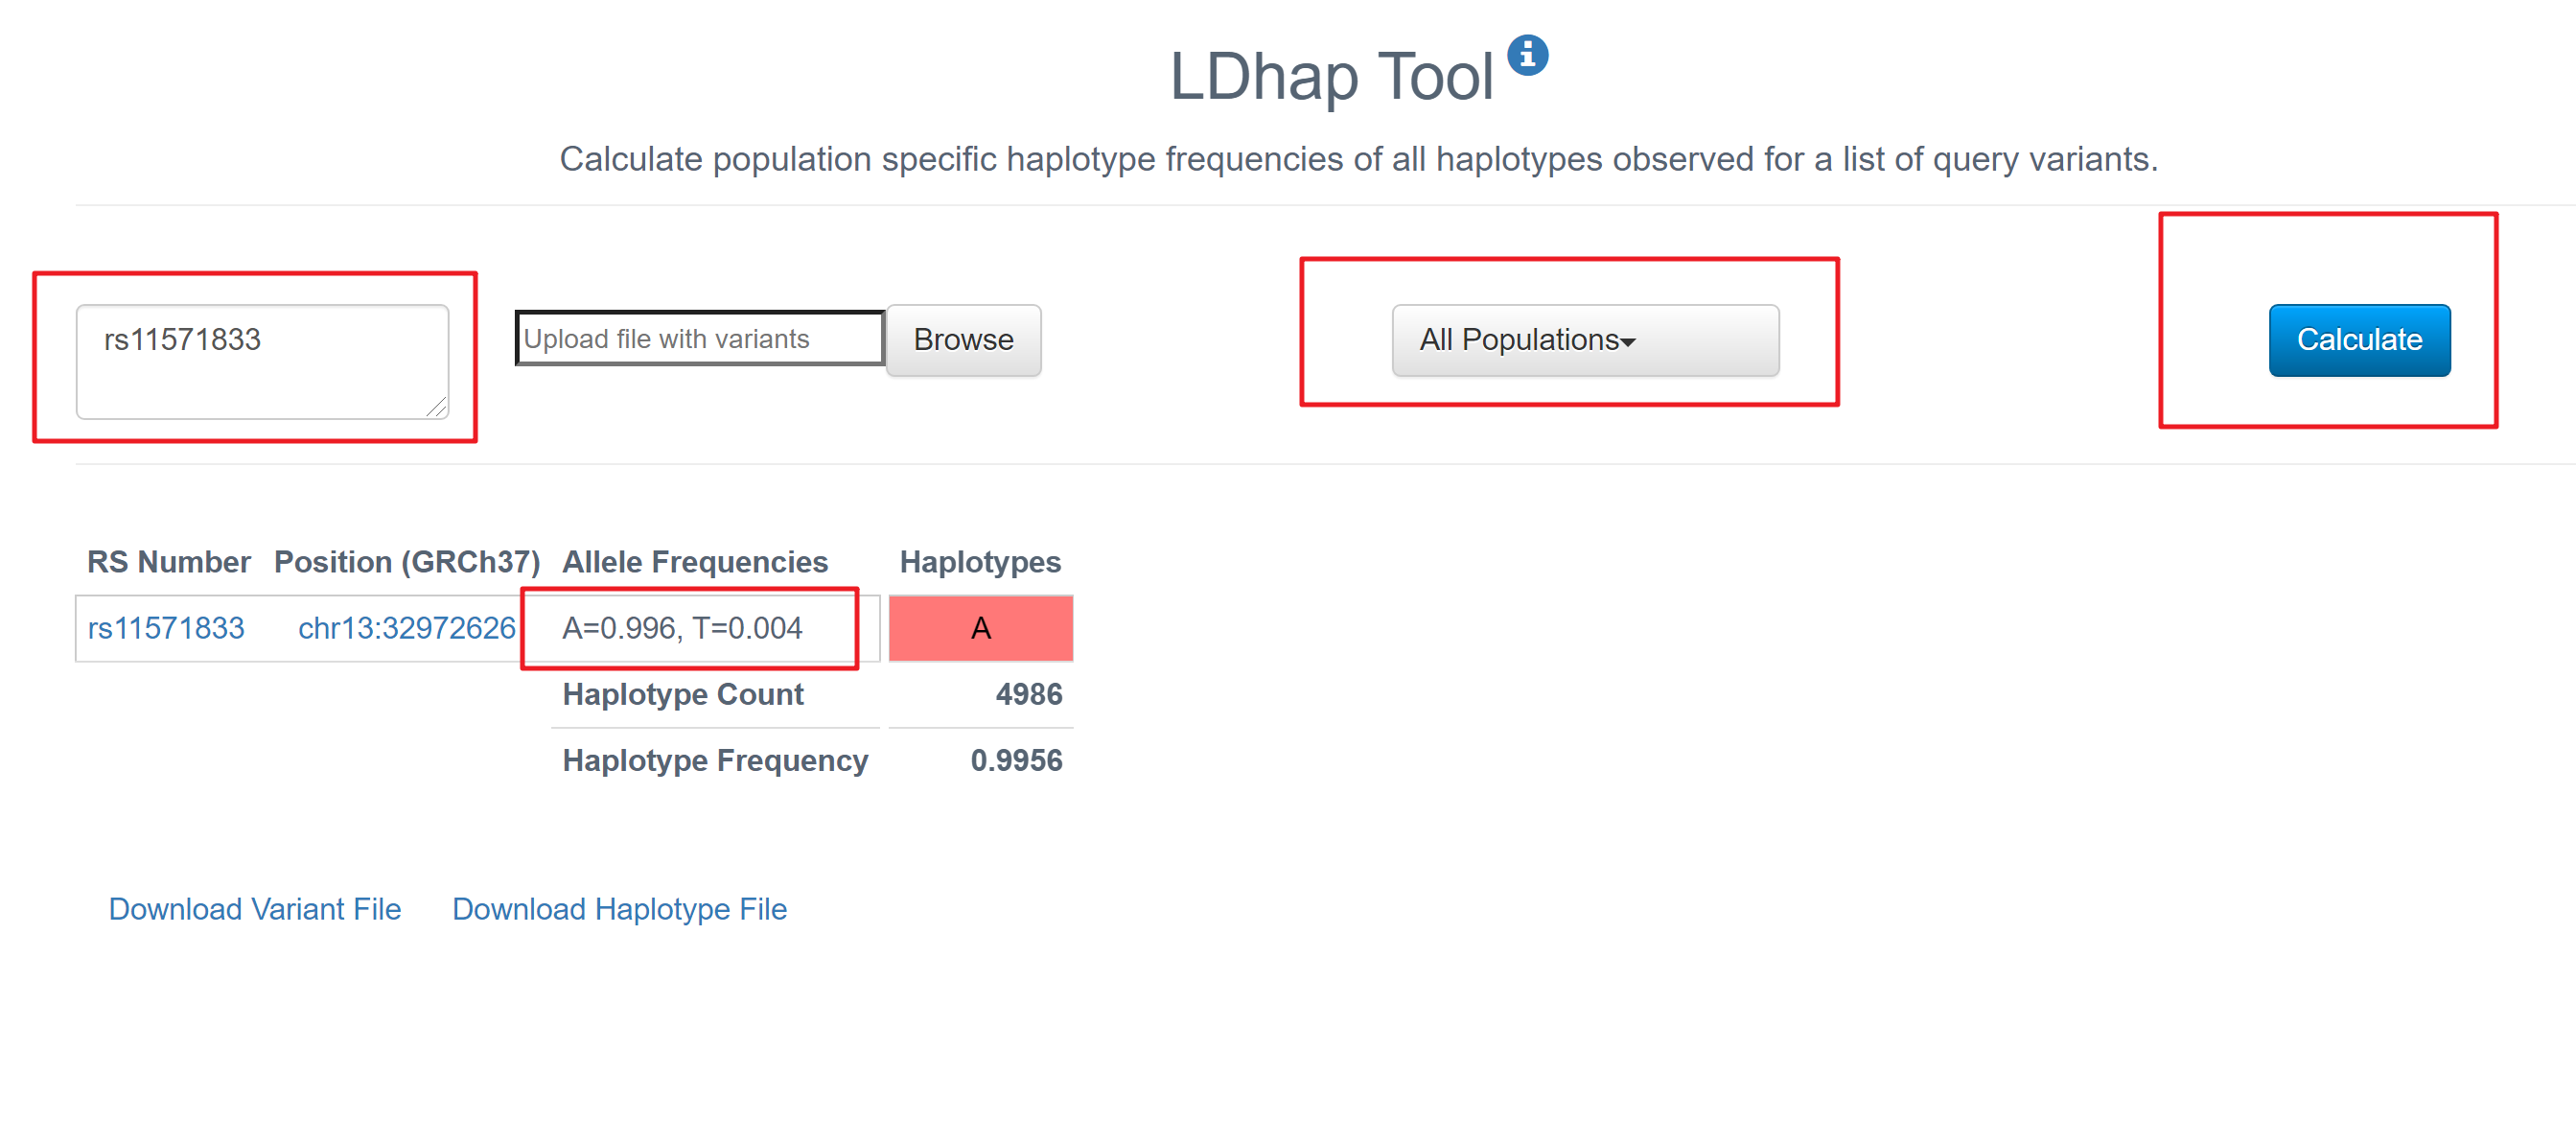 LDhap Tool
Calculate population specific haplotype frequencies of all haplotypes observed for a list of query variants.
rs11571833
Upload file with variants
Browse
All Populations
Calculate
RS Number Position (GRCh37) Allele Frequencies Haplotypes
rs11571833 chr13:32972626 A=0.996, T=0.004 A
Haplotype Count 4986
Haplotype Frequency 0.9956
Download Variant File Download Haplotype File